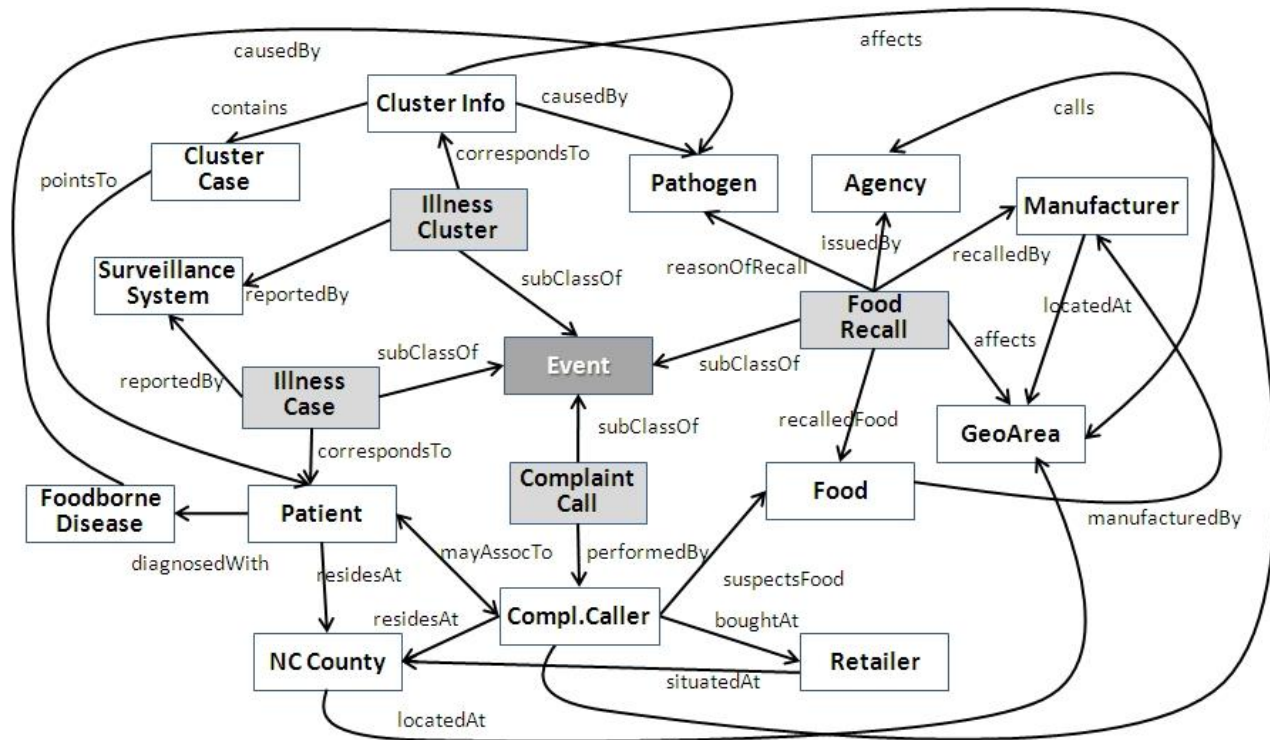 causedBy
affects
Cluster Info
contains
causedBy
calls
correspondsTo
Cluster
Case
pointsTo
Pathogen
Agency
Manufacturer
Illness
Cluster
issuedBy
recalledBy
reasonOfRecall
Surveillance
System
reportedBy
subClassOf
Food
Recall
locatedAt
subClassOf
Event
subClassOf
affects
reportedBy
Illness
Case
subClassOf
recalledFood
GeoArea
correspondsTo
Complaint
Call
Food
Foodborne
Disease
Patient
manufacturedBy
diagnosedWith
mayAssocTo
performedBy
residesAt
suspectsFood
residesAt
Compl.Caller
boughtAt
NC County
Retailer
situatedAt
locatedAt